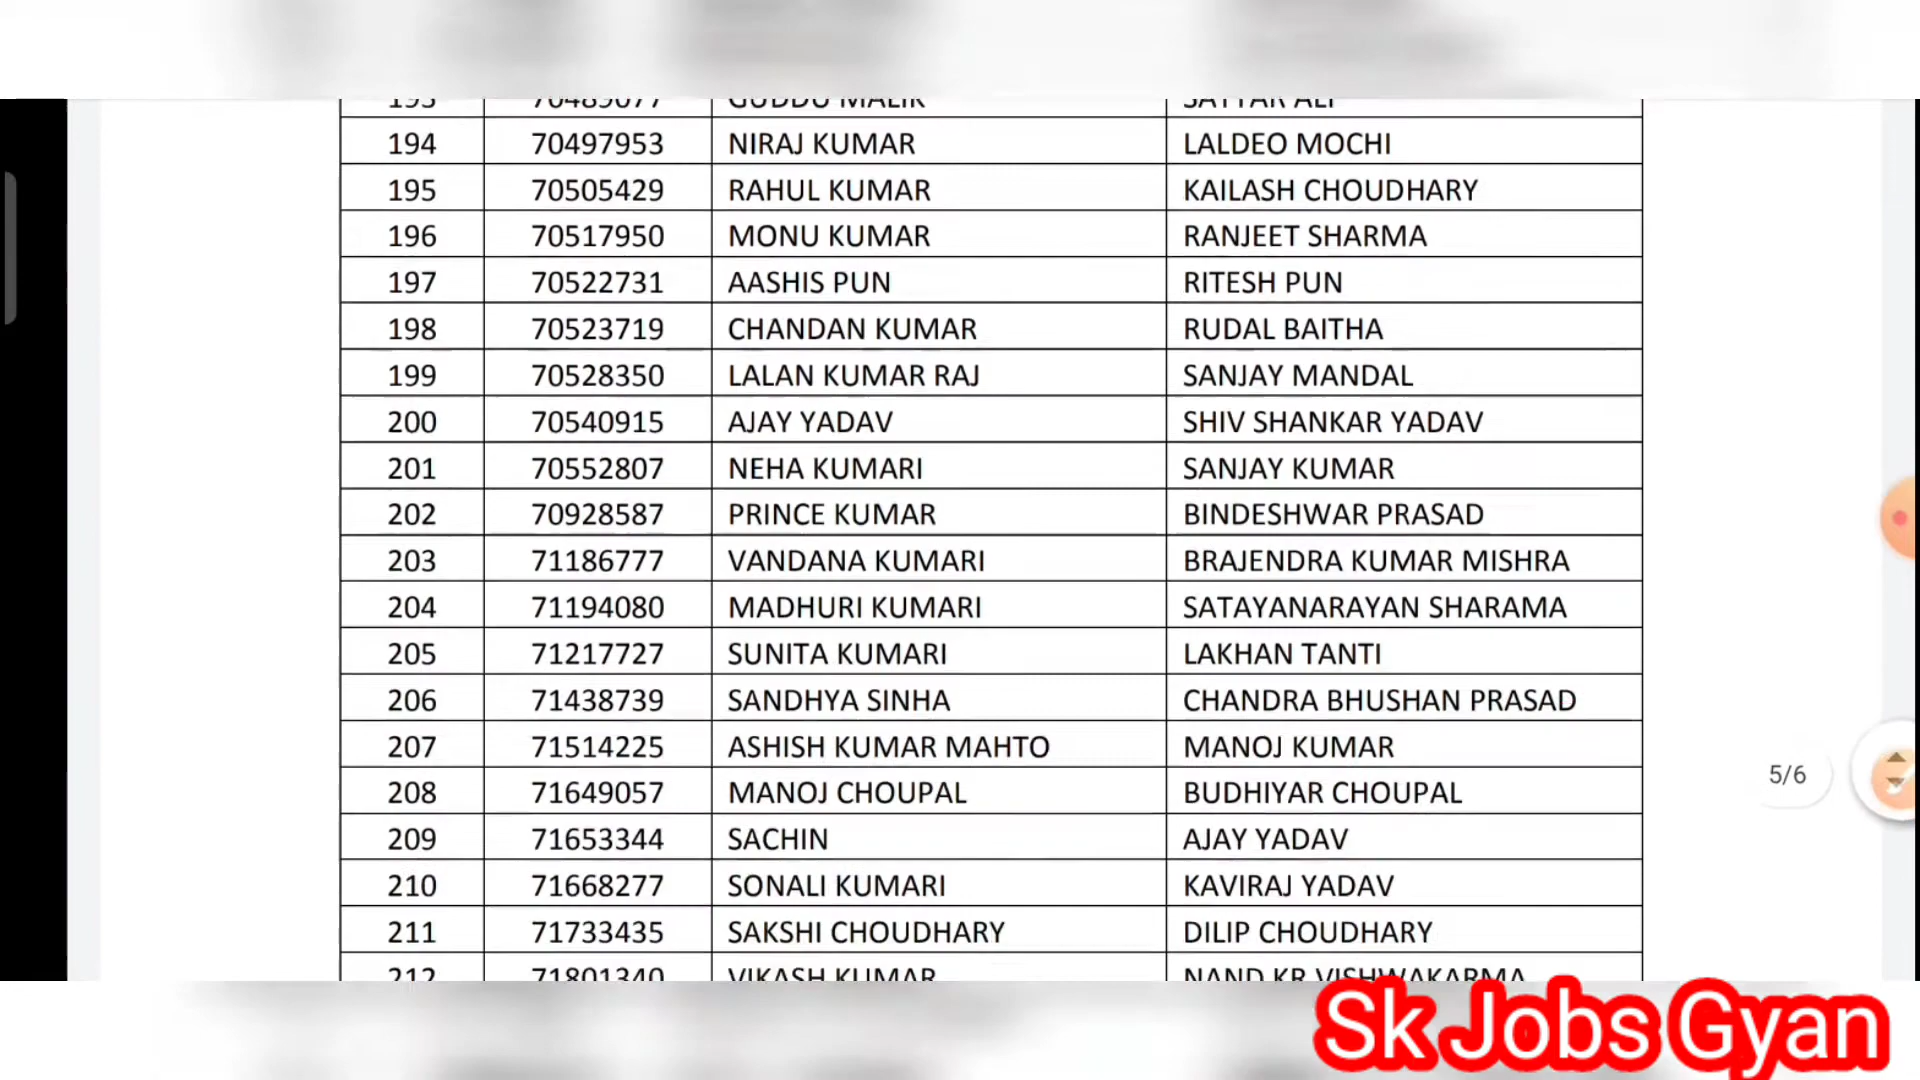 193 70489077 GUDDU MALIK SATTAR ALI
194 70497953 NIRAJ KUMAR LALDEO MOCHI
195 70505429 RAHUL KUMAR KAILASH CHOUDHARY
196 70517950 MONU KUMAR RANJEET SHARMA
197 70522731 AASHIS PUN RITESH PUN
198 70523719 CHANDAN KUMAR RUDAL BAITHA
199 70528350 LALAN KUMAR RAJ SANJAY MANDAL
200 70540915 AJAY YADAV SHIV SHANKAR YADAV
201 70552807 NEHA KUMARI SANJAY KUMAR
202 70928587 PRINCE KUMAR BINDESHWAR PRASAD
203 71186777 VANDANA KUMARI BRAJENDRA KUMAR MISHRA
204 71194080 MADHURI KUMARI SATAYANARAYAN SHARAMA
205 71217727 SUNITA KUMARI LAKHAN TANTI
206 71438739 SANDHYA SINHA CHANDRA BHUSHAN PRASAD
207 71514225 ASHISH KUMAR MAHTO MANOJ KUMAR
208 71649057 MANOJ CHOUPAL BUDHIYAR CHOUPAL
209 71653344 SACHIN AJAY YADAV
210 71668277 SONALI KUMARI KAVIRAJ YADAV
211 71733435 SAKSHI CHOUDHARY DILIP CHOUDHARY
212 71801340 VIKASH KUMAR NAND KR VISHWAKARMA
5/6
Sk Jobs Gyan